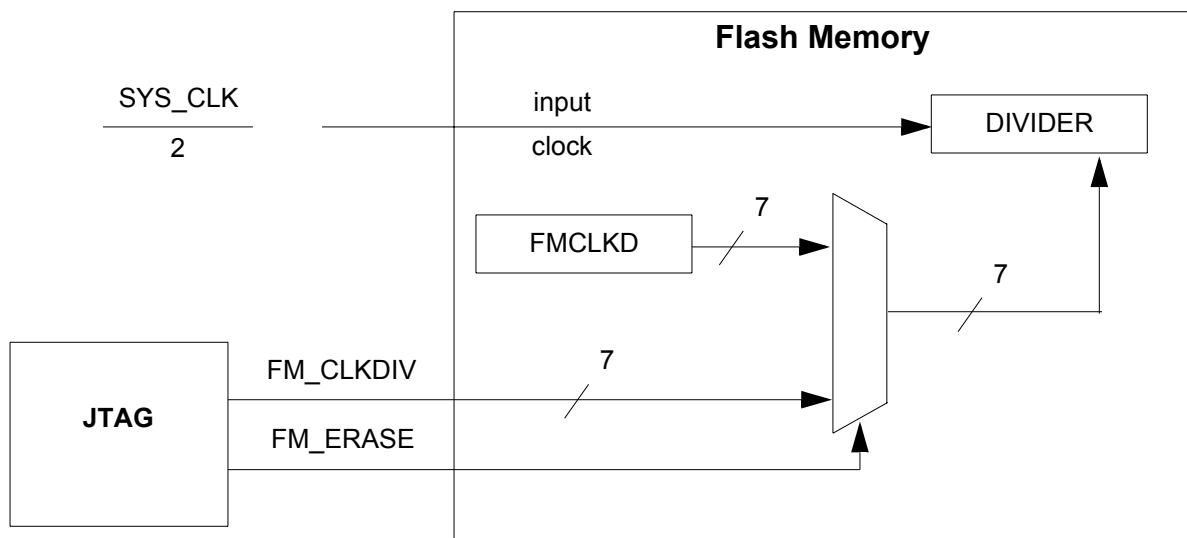 Flash Memory
SYS_CLK
2
input
clock
DIVIDER
7
FMCLKD
7
FM_CLKDIV
7
JTAG
FM_ERASE